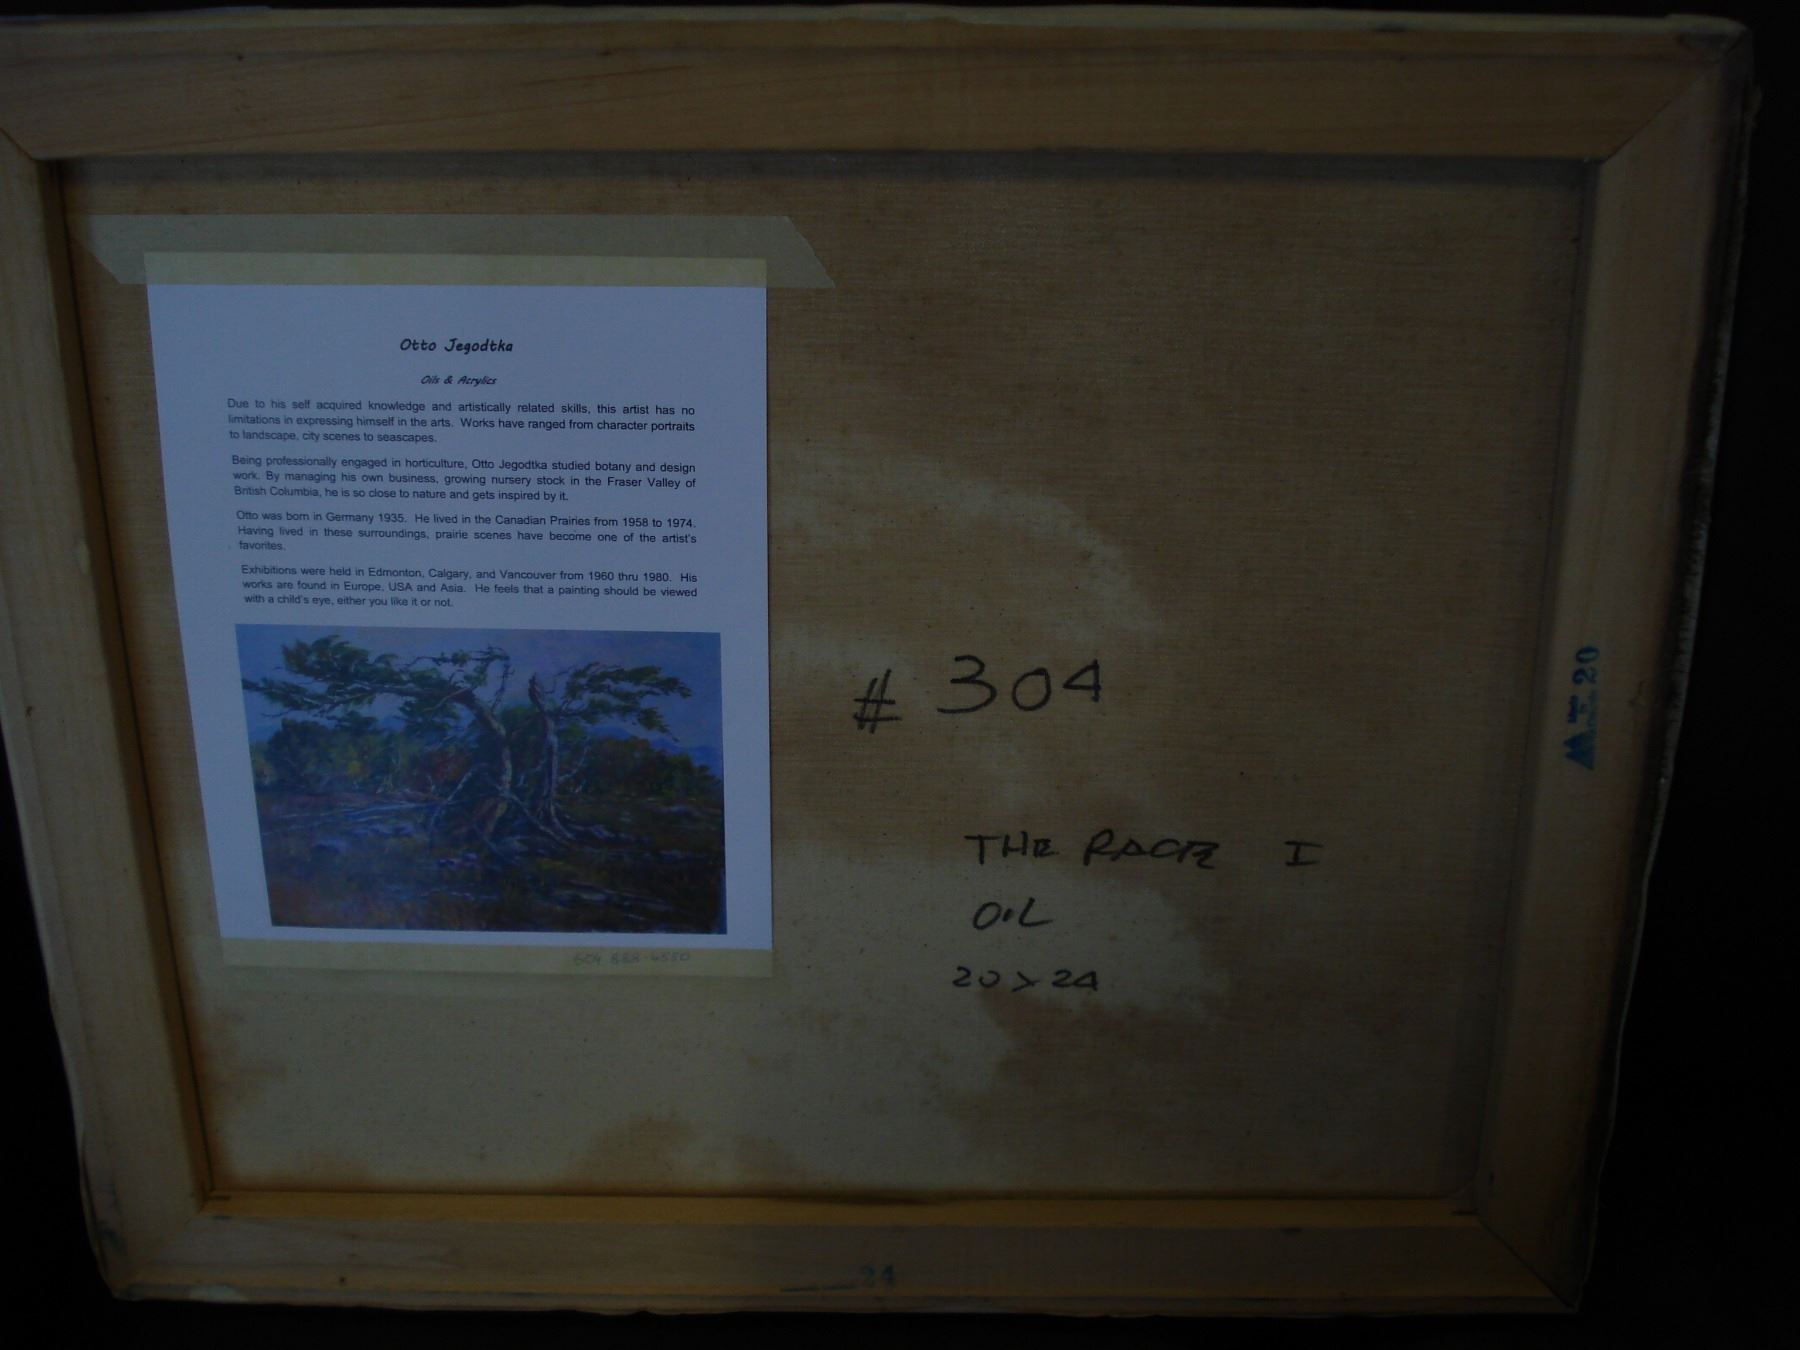 Otto Jegodtka
Oils & Acrylics
Due to his self acquired knowledge and artistically related skills, this artist has no
limitations in expressing himself in the arts. Works have ranged from character portraits
to landscape, city scenes to seascapes.
Being professionally engaged in horticulture, Otto Jegodtka studied botany and design
work. By managing his own business, growing nursery stock in the Fraser Valley of
British Columbia, he is so close to nature and gets inspired by it.
Otto was born in Germany 1935. He lived in the Canadian Prairies from 1958 to 1974.
Having lived in these surroundings, prairie scenes have become one of the artist's
favorites.
Exhibitions were held in Edmonton, Calgary, and Vancouver from 1960 thru 1980. His
works are found in Europe, USA and Asia. He feels that a painting should be viewed
with a child's eye, either you like it or not.
604 888-
# 304
THE RACE I
OIL
20 x 24
20
24